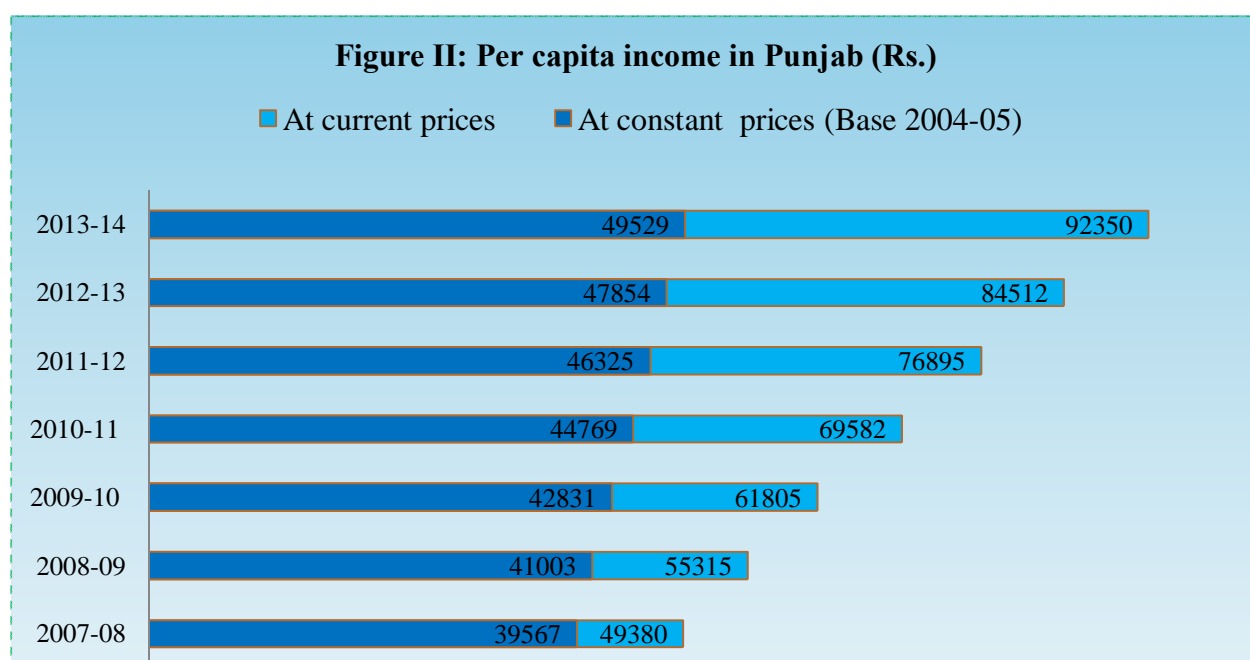 Figure II: Per capita income in Punjab (Rs.)
At current prices At constant prices (Base 2004-05)
2013-14 49529 92350
2012-13 47854 84512
2011-12 46325 76895
2010-11 44769 69582
2009-10 42831 61805
2008-09 41003 55315
2007-08 39567 49380